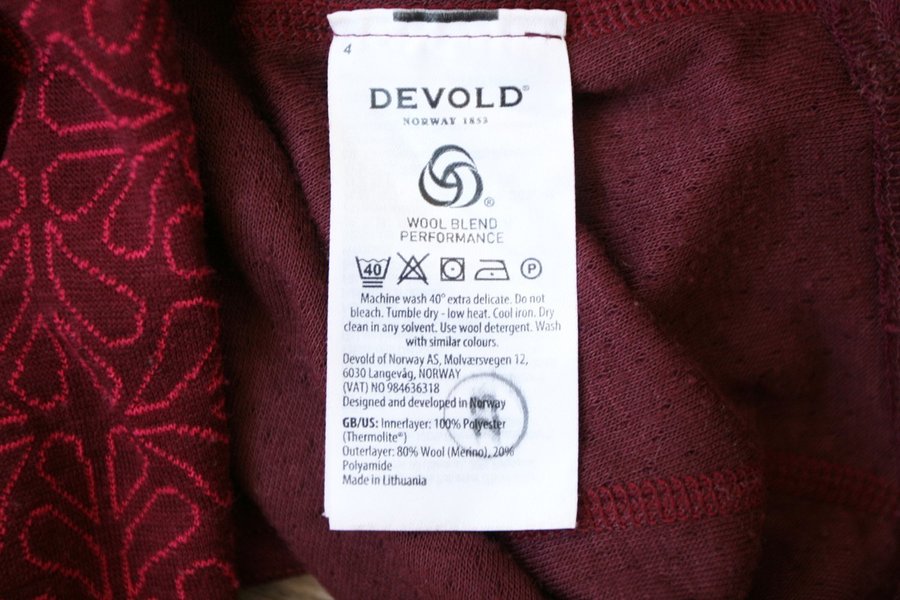 4
DEVOLD®
NORWAY 1853
®
WOOL BLEND
PERFORMANCE
40 P
Machine wash 40° extra delicate. Do not
bleach. Tumble dry - low heat. Cool iron. Dry
clean in any solvent. Use wool detergent. Wash
with similar colours.
Devold of Norway AS, Molværsvegen 12,
6030 Langevåg, NORWAY
(VAT) NO 984636318
Designed and developed in Norway
GB/US: Innerlayer: 100% Polyester
(Thermolite®)
Outerlayer: 80% Wool (Merino), 20%
Polyamide
Made in Lithuania